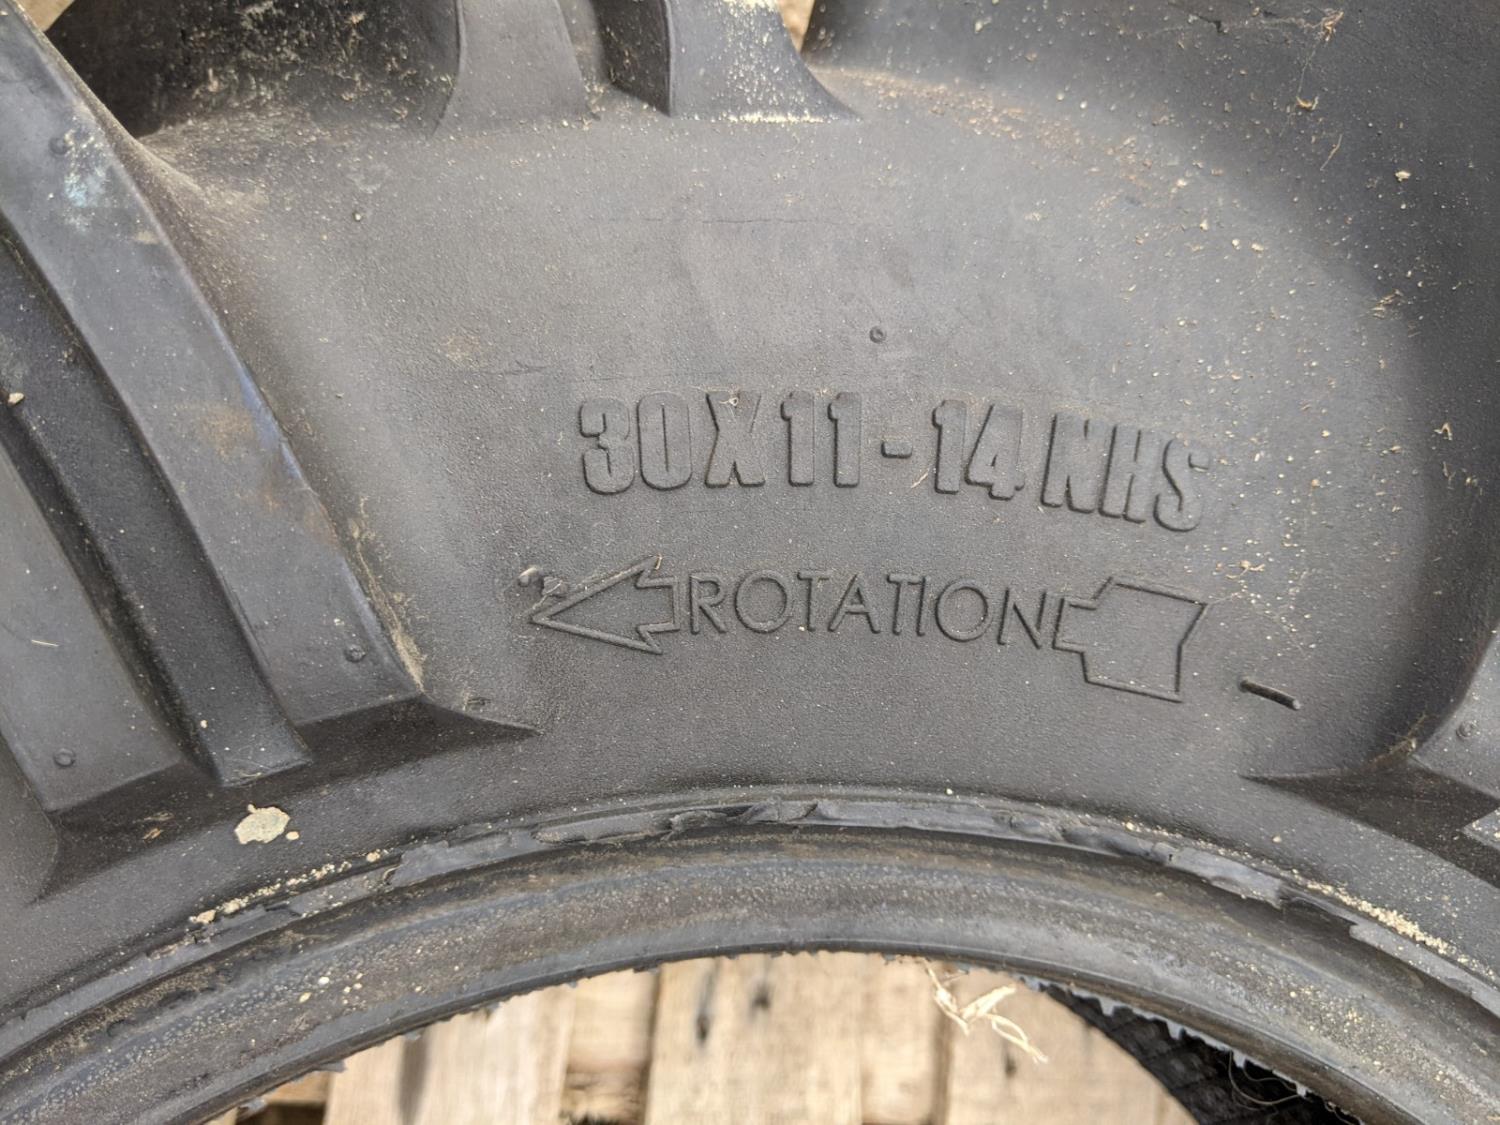 30X11-14 NHS
ROTATION